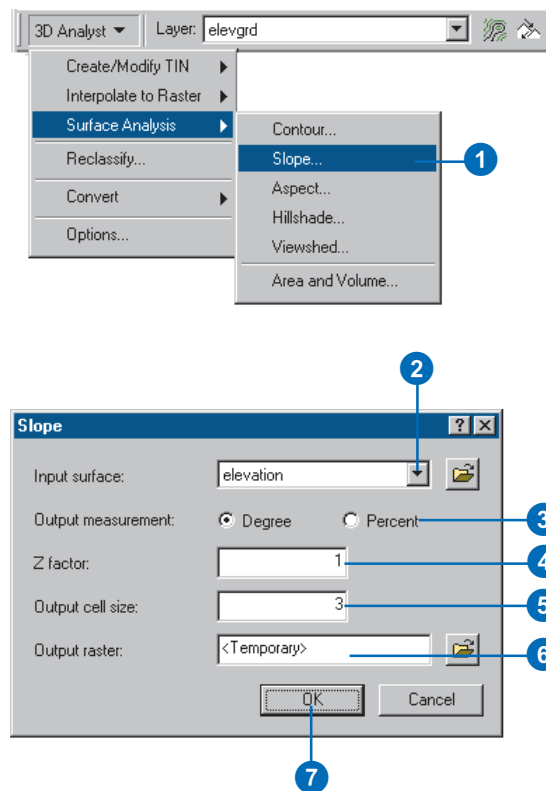 3D Analyst Layer: elevgrd
Create/Modify TIN
Interpolate to Raster
Surface Analysis
Reclassify...
Convert
Options...
Contour...
Slope...
1
Aspect...
Hillshade...
Viewshed...
Area and Volume...
2
Slope
Input surface: elevation
Output measurement: Degree Percent 3
Z factor: 1 4
Output cell size: 3 5
Output raster: <Temporary> 6
OK Cancel
7